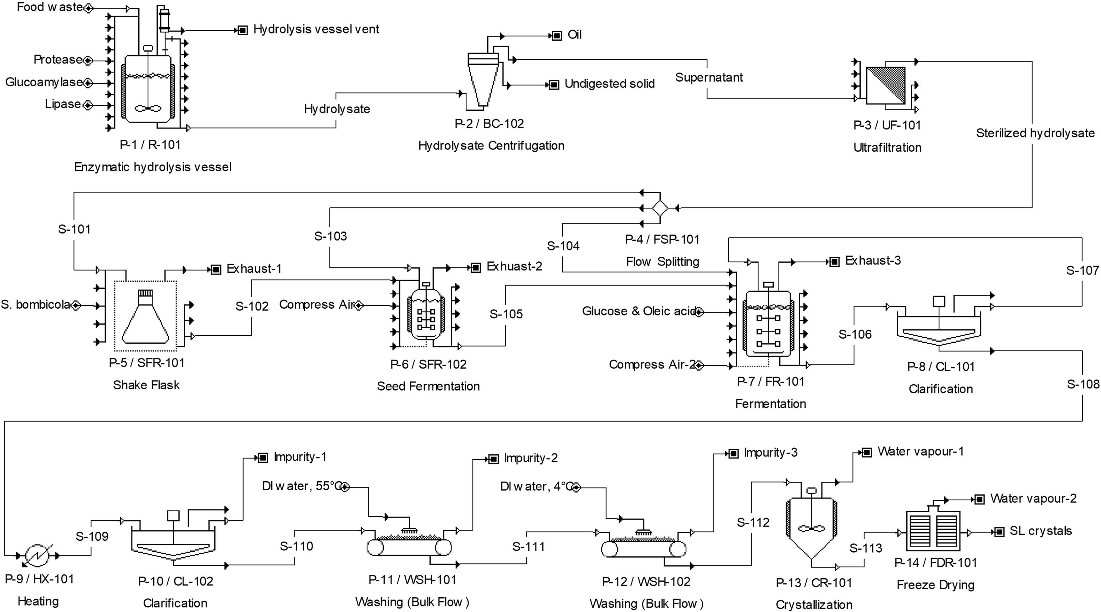 Food waste
Hydrolysis vessel vent
Oil
Protease
Glucoamylase
Lipase
Undigested solid
Supernatant
Hydrolysate
P-1 / R-101
Enzymatic hydrolysis vessel
P-2 / BC-102
Hydrolysate Centrifugation
P-3 / UF-101
Ultrafiltration
Sterilized hydrolysate
S-101
S-103
S-104
P-4 / FSP-101
Flow Splitting
S-107
Exhaust-1
Exhuast-2
Exhaust-3
S. bombicola
S-102
Compress Air
S-105
Glucose & Oleic acid
S-106
Compress Air-2
P-5 / SFR-101
Shake Flask
P-6 / SFR-102
Seed Fermentation
P-7 / FR-101
Fermentation
P-8 / CL-101
Clarification
S-108
Impurity-1
Impurity-2
Impurity-3
Water vapour-1
DI water, 55°C
DI water, 4°C
Water vapour-2
S-109
S-110
S-111
S-112
S-113
SL crystals
P-9 / HX-101
Heating
P-10 / CL-102
Clarification
P-11 / WSH-101
Washing (Bulk Flow)
P-12 / WSH-102
Washing (Bulk Flow)
P-13 / CR-101
Crystallization
P-14 / FDR-101
Freeze Drying